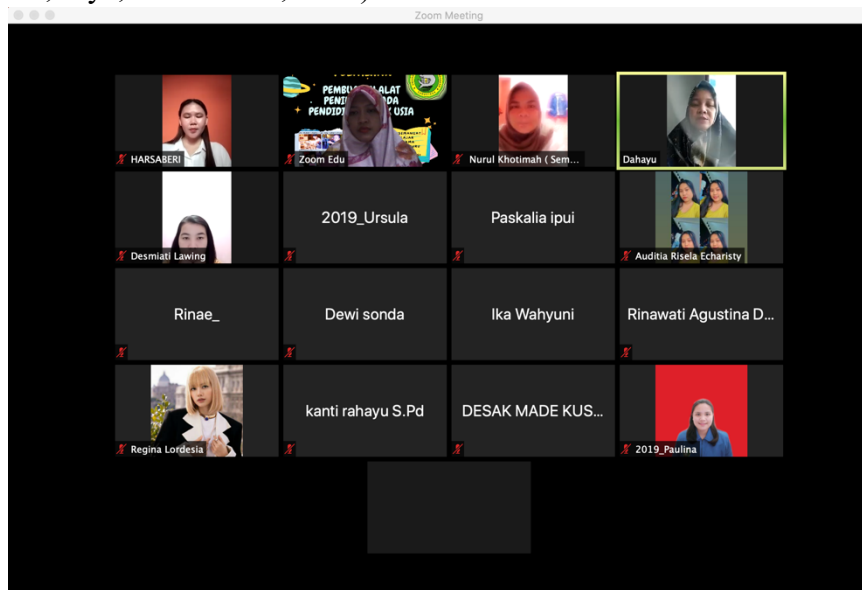 Zoom Meeting
PEMBU
ALAT
PENI
DA
PENDIDI
USIA
HARSABERI
Zoom Edu
Nurul Khotimah ( Sem...
Dahayu
Desmiati Lawing
2019_Ursula
Paskalia ipui
Auditia Risela Echaristy
Rinae_
Dewi sonda
Ika Wahyuni
Rinawati Agustina D...
Regina Lordesia
kanti rahayu S.Pd
DESAK MADE KUS...
2019_Paulina